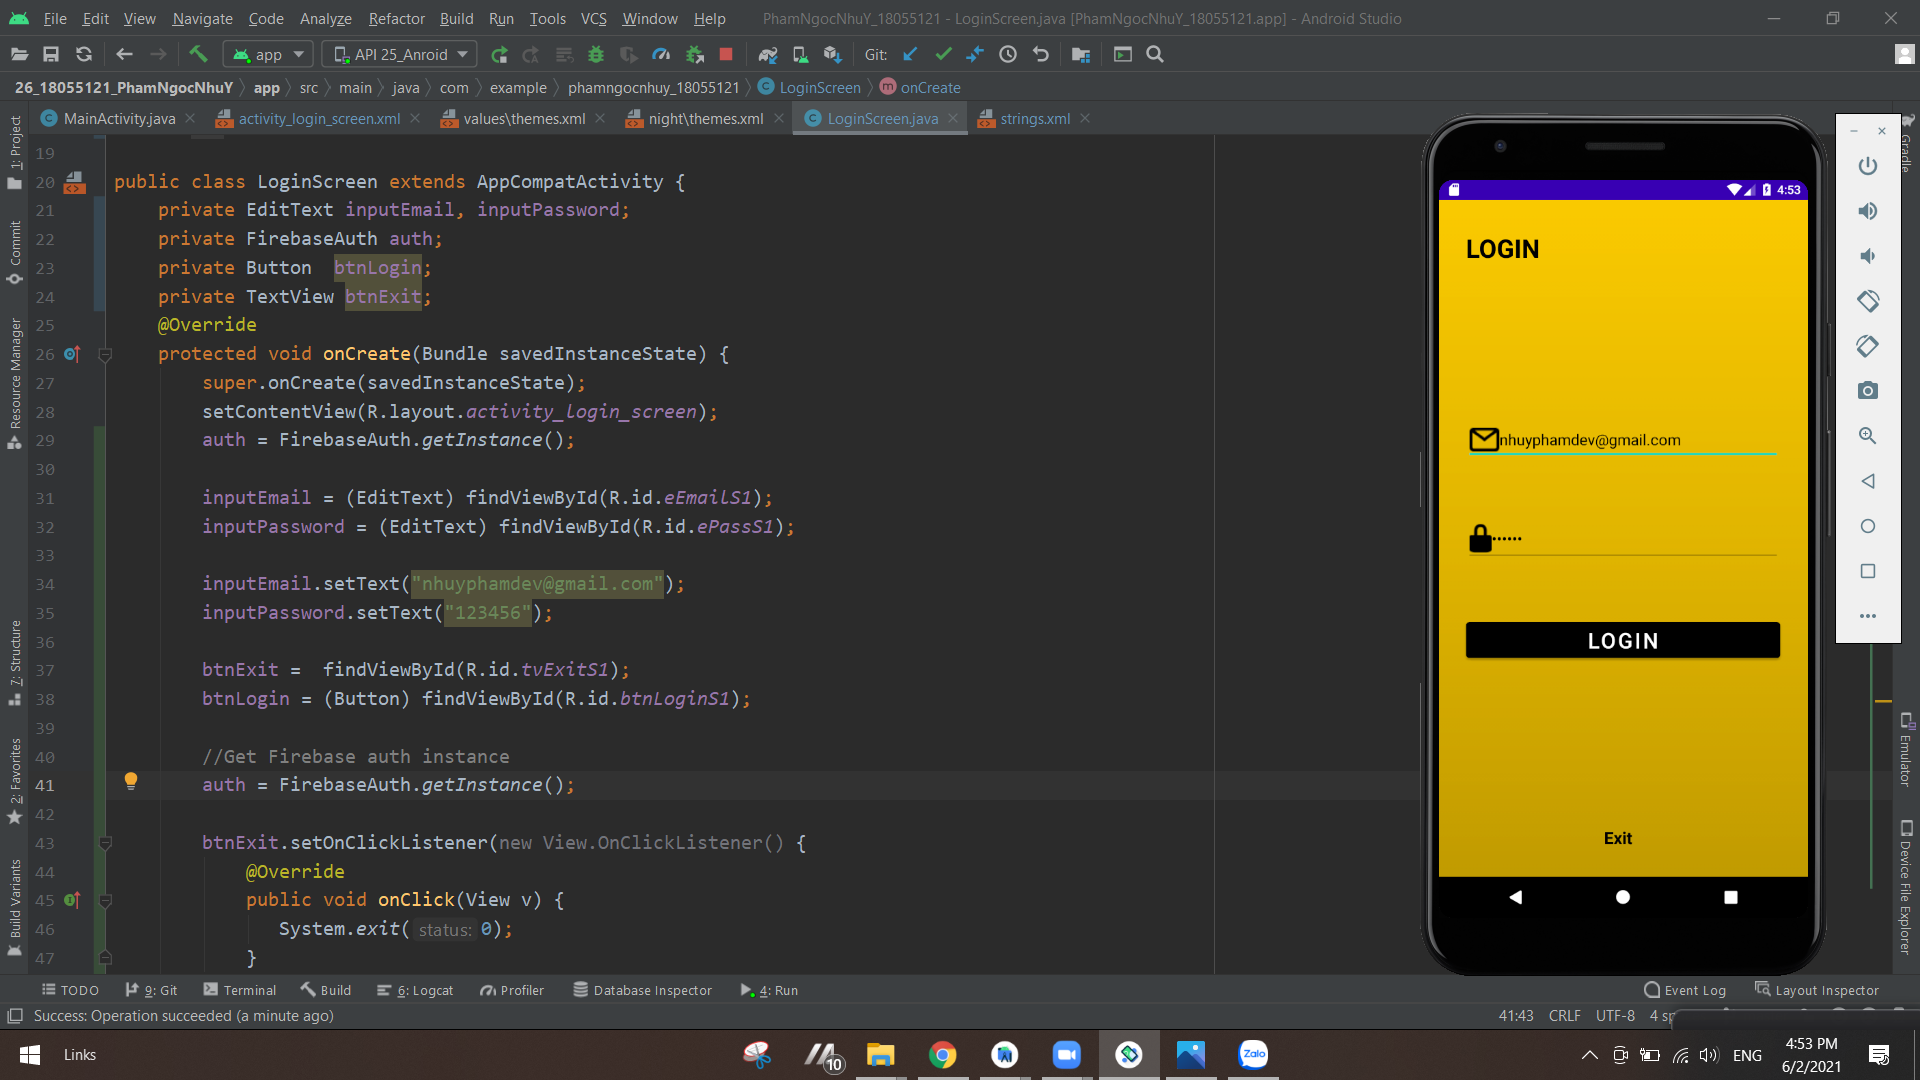 File Edit View Navigate Code Analyze Refactor Build Run Tools VCS Window Help PhamNgocNhuY_18055121 - LoginScreen.java [PhamNgocNhuY_18055121.app] - Android Studio
app API 25_Anroid Git:
26_18055121_PhamNgocNhuY app src main java com example phamngocnhuy_18055121 LoginScreen onCreate
MainActivity.java activity_login_screen.xml values\themes.xml night\themes.xml LoginScreen.java strings.xml
19
20 public class LoginScreen extends AppCompatActivity {
21 private EditText inputEmail, inputPassword;
22 private FirebaseAuth auth;
23 private Button btnLogin;
24 private TextView btnExit;
25 @Override
26 protected void onCreate(Bundle savedInstanceState) {
27 super.onCreate(savedInstanceState);
28 setContentView(R.layout.activity_login_screen);
29 auth = FirebaseAuth.getInstance();
30
31 inputEmail = (EditText) findViewById(R.id.eEmailS1);
32 inputPassword = (EditText) findViewById(R.id.ePassS1);
33
34 inputEmail.setText("nhuyphamdev@gmail.com");
35 inputPassword.setText("123456");
36
37 btnExit = findViewById(R.id.tvExitS1);
38 btnLogin = (Button) findViewById(R.id.btnLoginS1);
39
40 //Get Firebase auth instance
41 auth = FirebaseAuth.getInstance();
42
43 btnExit.setOnClickListener(new View.OnClickListener() {
44 @Override
45 public void onClick(View v) {
46 System.exit( status: 0);
47 }
1: Project
Commit
Resource Manager
7: Structure
2: Favorites
Build Variants
4:53
LOGIN
nhuyphamdev@gmail.com
••••••
LOGIN
Exit
Gradle
Emulator
Device File Explorer
TODO 9: Git Terminal Build 6: Logcat Profiler Database Inspector 4: Run Event Log Layout Inspector
Success: Operation succeeded (a minute ago) 41:43 CRLF UTF-8 4
Links 10 Zalo ENG 4:53 PM
6/2/2021